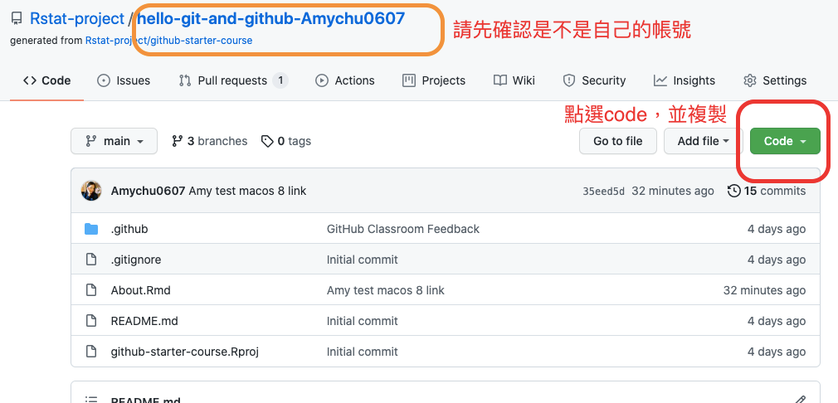 Rstat-project / hello-git-and-github-Amychu0607
請先確認是不是自己的帳號
generated from Rstat-project/github-starter-course
Code Issues Pull requests 1 Actions Projects Wiki Security Insights Settings
點選code，並複製
main 3 branches 0 tags Go to file Add file Code
Amychu0607 Amy test macos 8 link 35eed5d 32 minutes ago 15 commits
.github GitHub Classroom Feedback 4 days ago
.gitignore Initial commit 4 days ago
About.Rmd Amy test macos 8 link 32 minutes ago
README.md Initial commit 4 days ago
github-starter-course.Rproj Initial commit 4 days ago
README.md